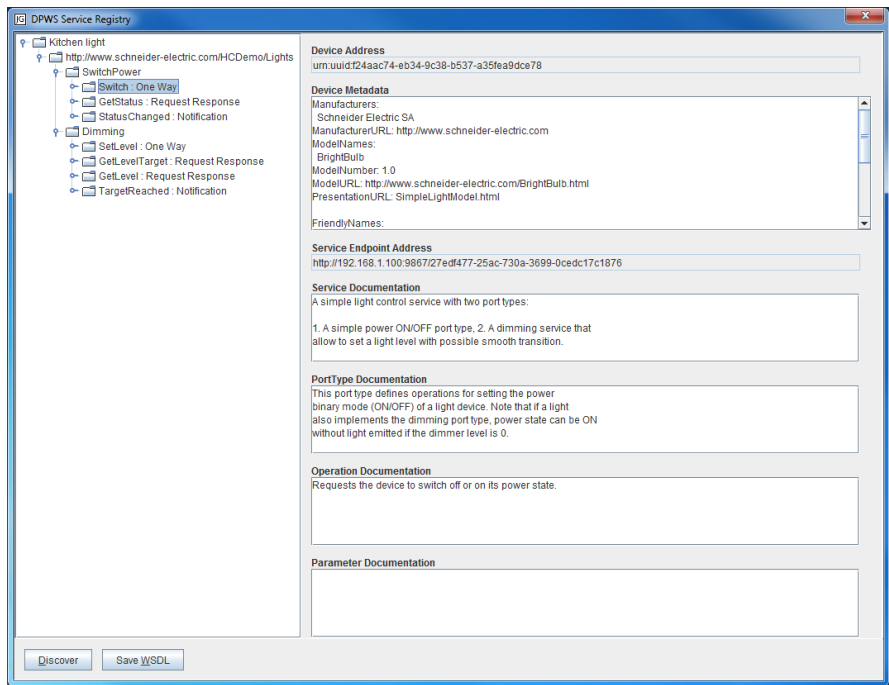 JG DPWS Service Registry
Kitchen light
http://www.schneider-electric.com/HCDemo/Lights
SwitchPower
Switch : One Way
GetStatus : Request Response
StatusChanged : Notification
Dimming
SetLevel : One Way
GetLevelTarget : Request Response
GetLevel : Request Response
TargetReached : Notification
Device Address
urn:uuid:f24aac74-eb34-9c38-b537-a35fea9dce78
Device Metadata
Manufacturers:
Schneider Electric SA
ManufacturerURL: http://www.schneider-electric.com
ModelNames:
BrightBulb
ModelNumber: 1.0
ModelURL: http://www.schneider-electric.com/BrightBulb.html
PresentationURL: SimpleLightModel.html
FriendlyNames:
Service Endpoint Address
http://192.168.1.100:9867/27edf477-25ac-730a-3699-0cedc17c1876
Service Documentation
A simple light control service with two port types:
1. A simple power ON/OFF port type, 2. A dimming service that
allow to set a light level with possible smooth transition.
PortType Documentation
This port type defines operations for setting the power
binary mode (ON/OFF) of a light device. Note that if a light
also implements the dimming port type, power state can be ON
without light emitted if the dimmer level is 0.
Operation Documentation
Requests the device to switch off or on its power state.
Parameter Documentation
Discover Save WSDL